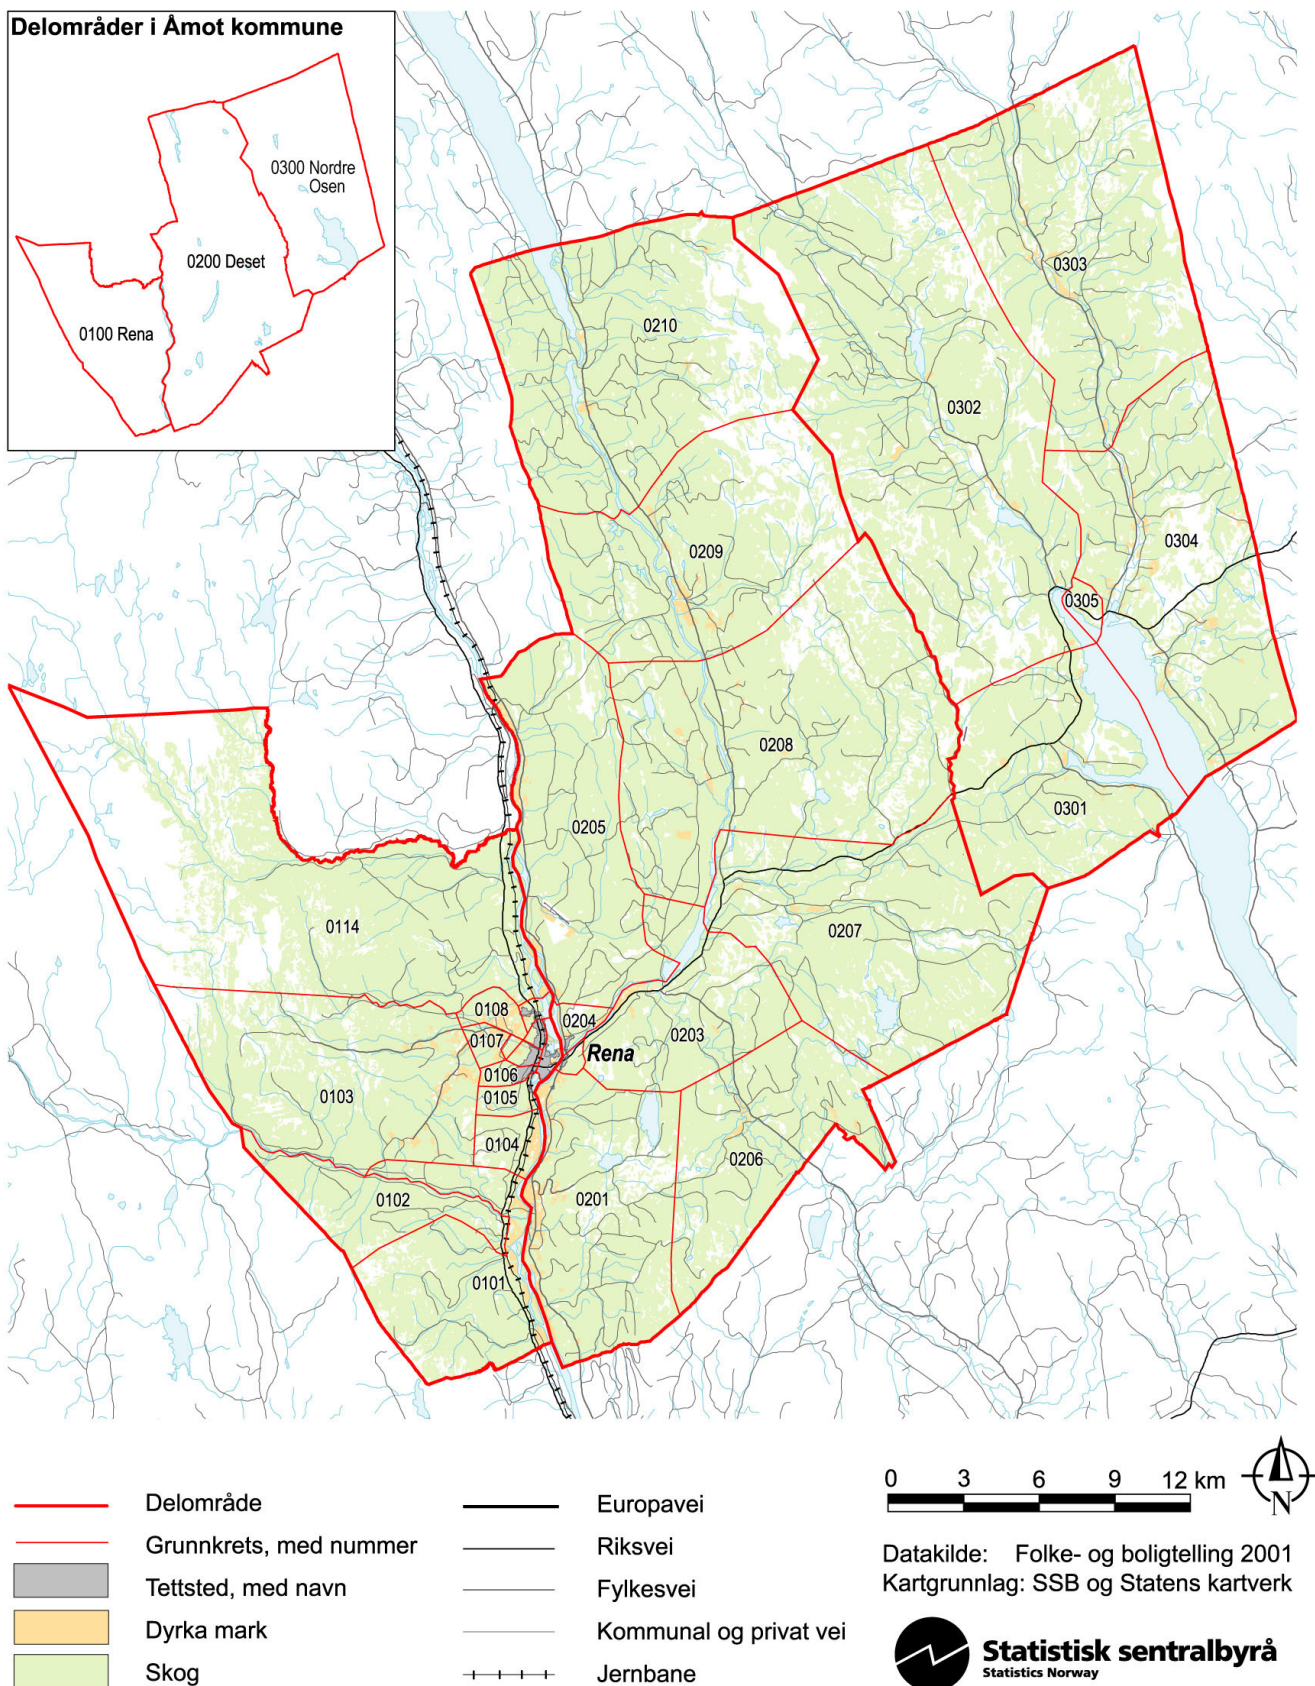 Delområder i Åmot kommune
0300 Nordre
Osen
0200 Deset
0100 Rena
0303
0210
0302
0209
0304
0305
0208
0301
0205
0114
0207
0108
0204
0107
0203
Rena
0106
0103
0105
0104
0206
0102
0201
0101
Delområde
Grunnkrets, med nummer
Tettsted, med navn
Dyrka mark
Skog
Europavei
Riksvei
Fylkesvei
Kommunal og privat vei
Jernbane
0 3 6 9 12 km
N
Datakilde: Folke- og boligtelling 2001
Kartgrunnlag: SSB og Statens kartverk
Statistisk sentralbyrå
Statistics Norway